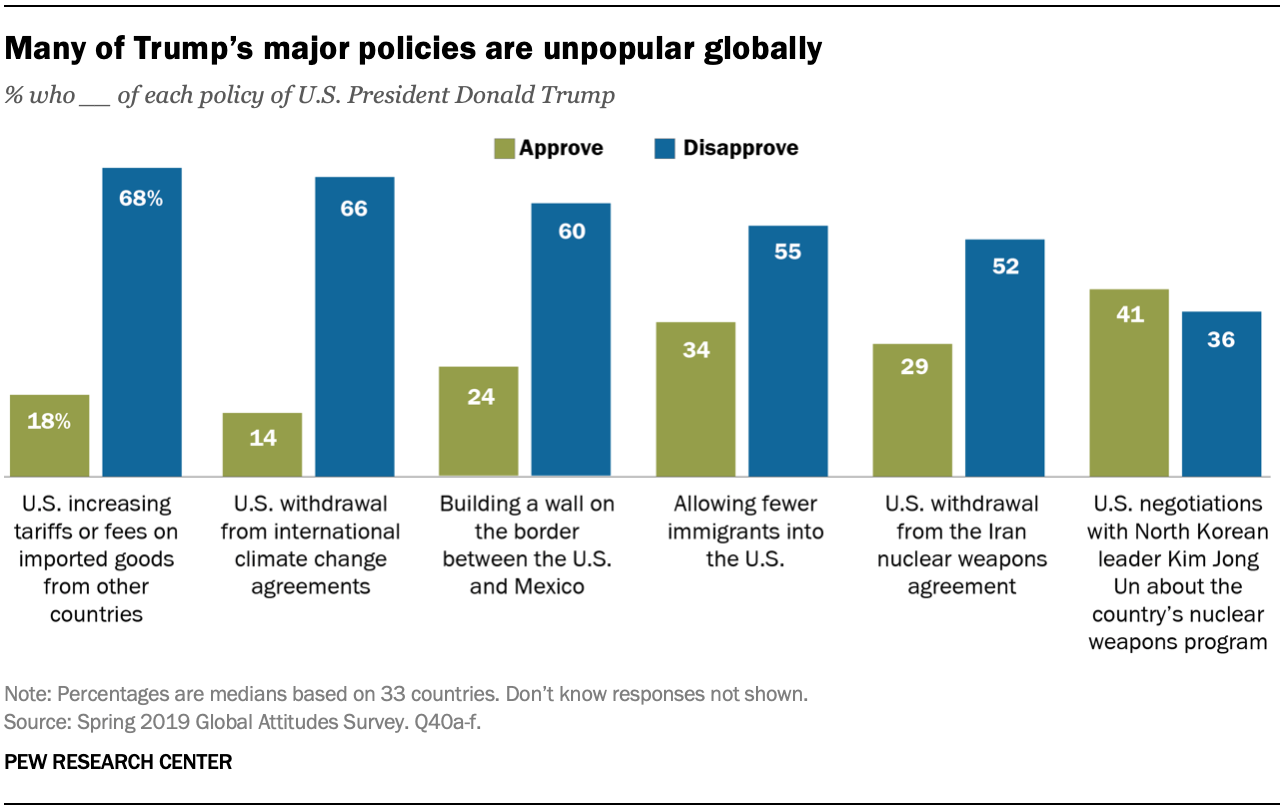 Many of Trump’s major policies are unpopular globally
% who __ of each policy of U.S. President Donald Trump
Approve
Disapprove
18%
68%
14
66
24
60
34
55
29
52
41
36
U.S. increasing
tariffs or fees on
imported goods
from other
countries
U.S. withdrawal
from international
climate change
agreements
Building a wall on
the border
between the U.S.
and Mexico
Allowing fewer
immigrants into
the U.S.
U.S. withdrawal
from the Iran
nuclear weapons
agreement
U.S. negotiations
with North Korean
leader Kim Jong
Un about the
country’s nuclear
weapons program
Note: Percentages are medians based on 33 countries. Don’t know responses not shown.
Source: Spring 2019 Global Attitudes Survey. Q40a-f.
PEW RESEARCH CENTER